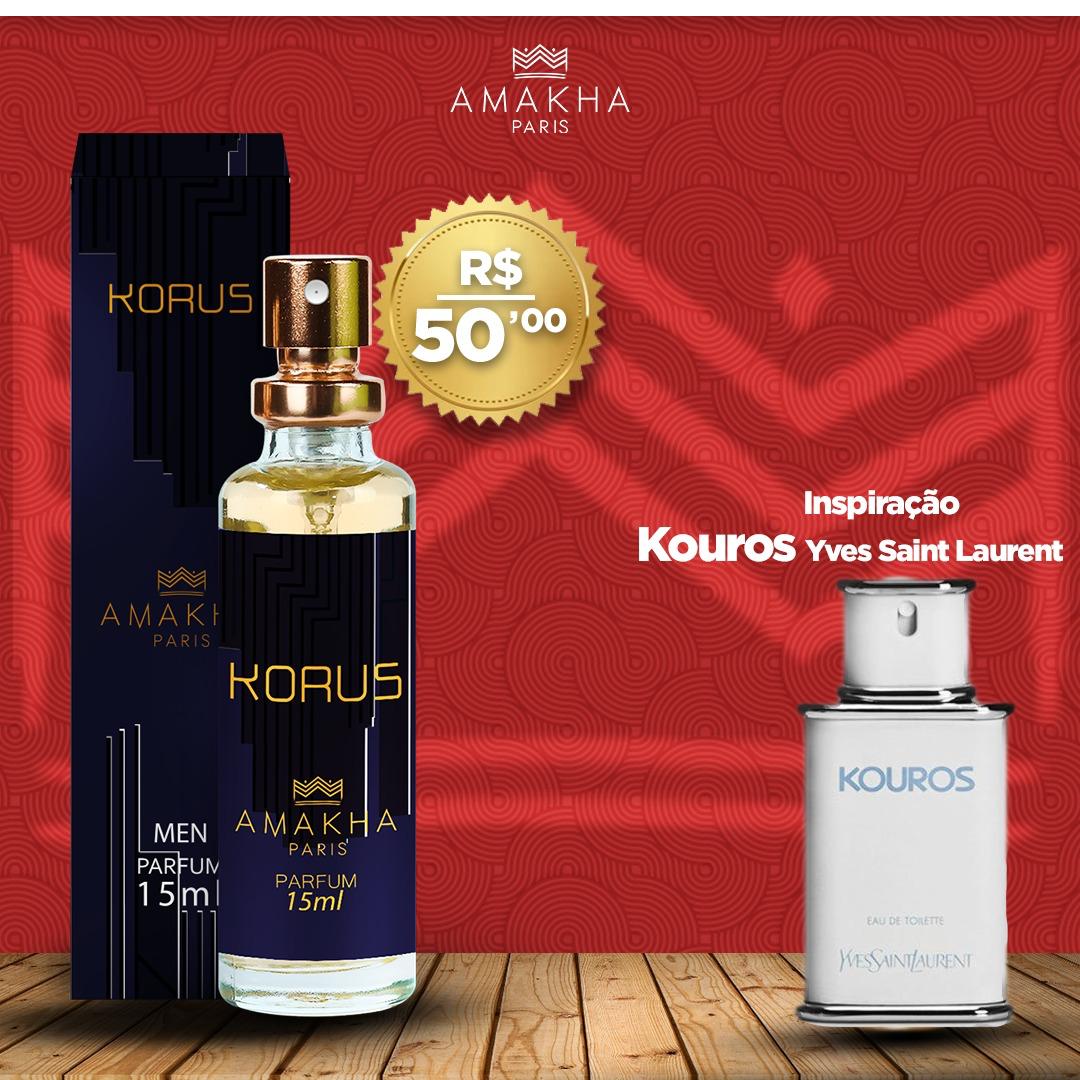 AMAKHA
PARIS
R$
50,00
KORUS
AMAKH
PARIS
MEN
PARFUM
15ml
KORUS
AMAKHA
PARIS
PARFUM
15ml
Inspiração
Kouros Yves Saint Laurent
KOUROS
EAU DE TOILETTE
YVESSAINTLAURENT